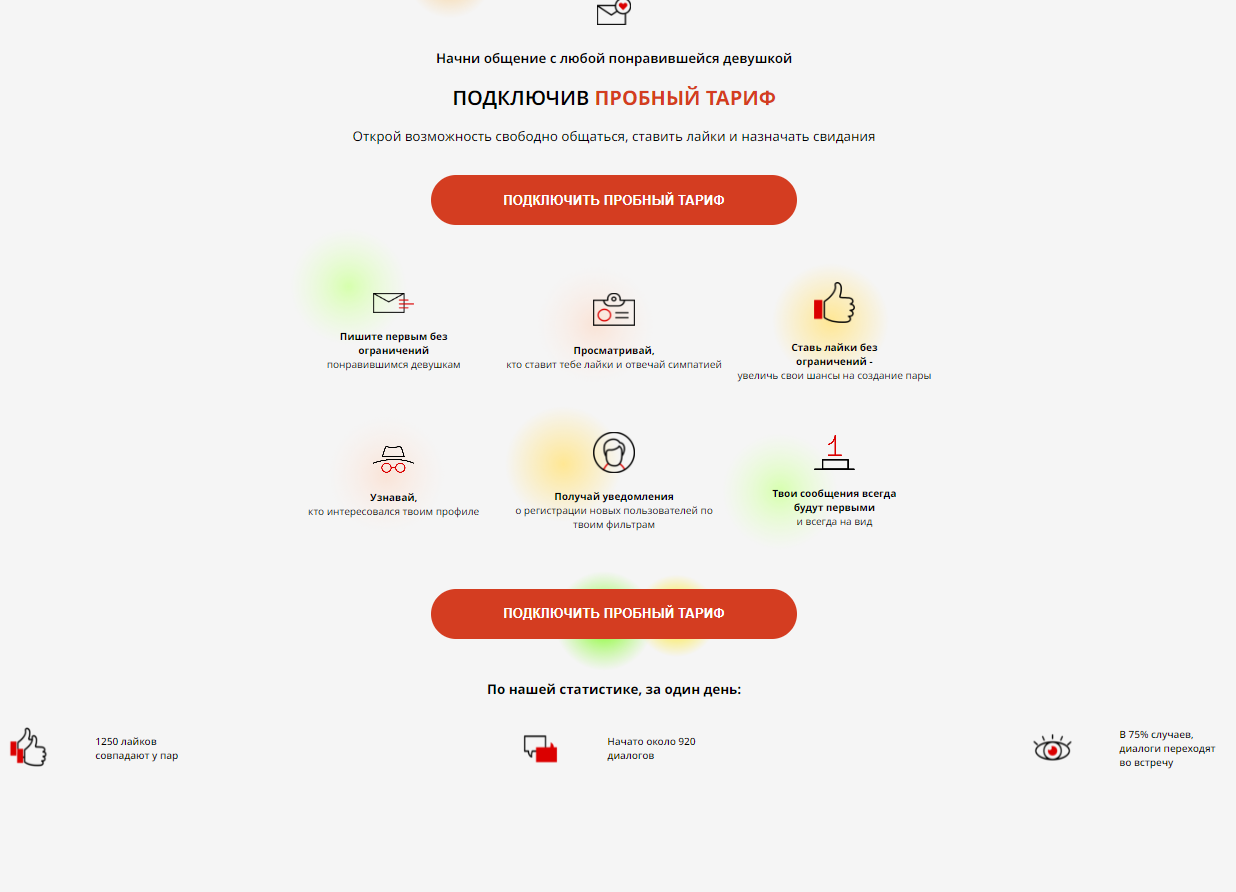 Начни общение с любой понравившейся девушкой
ПОДКЛЮЧИВ ПРОБНЫЙ ТАРИФ
Открой возможность свободно общаться, ставить лайки и назначать свидания
ПОДКЛЮЧИТЬ ПРОБНЫЙ ТАРИФ
Пишите первым без
ограничений
понравившимся девушкам
Просматривай,
кто ставит тебе лайки и отвечай симпатией
Ставь лайки без
ограничений -
увеличь свои шансы на создание пары
Узнавай,
кто интересовался твоим профиле
Получай уведомления
о регистрации новых пользователей по
твоим фильтрам
1
Твои сообщения всегда
будут первыми
и всегда на вид
ПОДКЛЮЧИТЬ ПРОБНЫЙ ТАРИФ
По нашей статистике, за один день:
1250 лайков
совпадают у пар
Начато около 920
диалогов
В 75% случаев,
диалоги переходят
во встречу